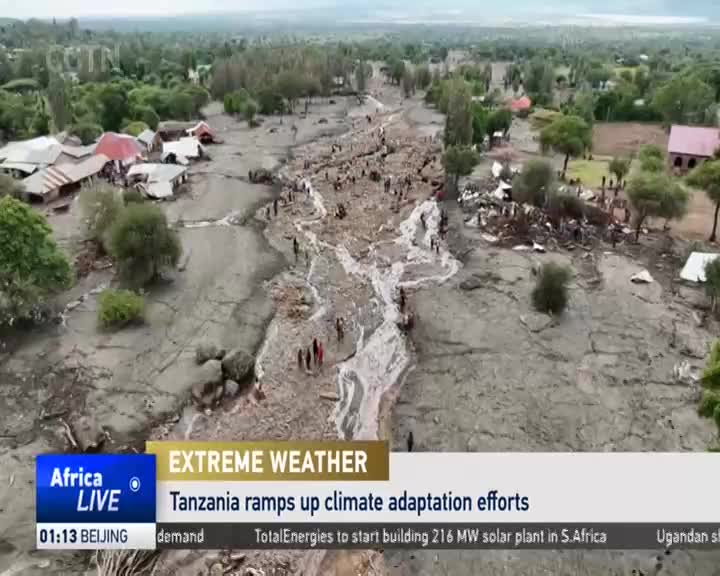 CGTN
EXTREME WEATHER
Africa
LIVE
Tanzania ramps up climate adaptation efforts
01:13 BEIJING
demand TotalEnergies to start building 216 MW solar plant in S.Africa Ugandan s